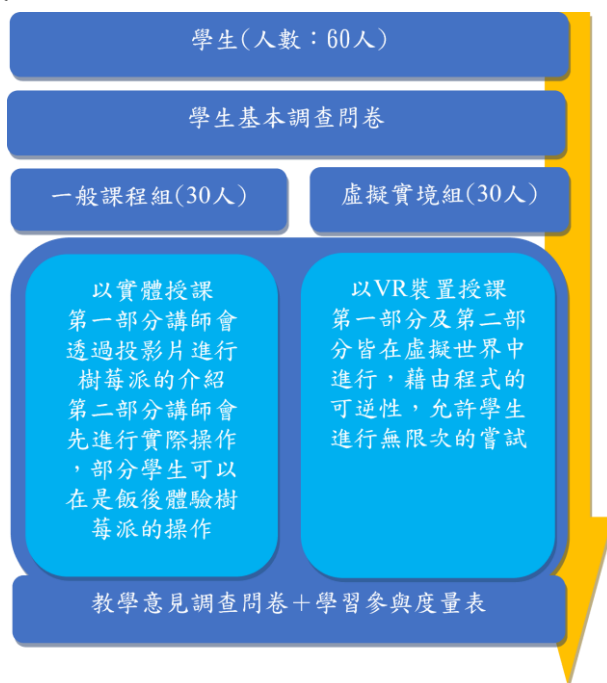 學生(人數：60人)
學生基本調查問卷
一般課程組(30人)
虛擬實境組(30人)
以實體授課
第一部分講師會
透過投影片進行
樹莓派的介紹
第二部分講師會
先進行實際操作
，部分學生可以
在是飯後體驗樹
莓派的操作
以VR裝置授課
第一部分及第二部
分皆在虛擬世界中
進行，藉由程式的
可逆性，允許學生
進行無限次的嘗試
教學意見調查問卷＋學習參與度量表